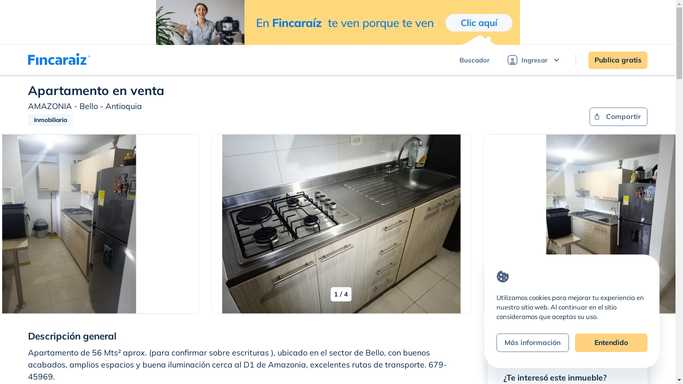 En Fincaraíz te ven porque te ven
Clic aquí
Fincaraiz
Buscador
Ingresar
Publica gratis
Apartamento en venta
AMAZONIA - Bello - Antioquia
Inmobiliaria
Compartir
1 / 4
Utilizamos cookies para mejorar tu experiencia en
nuestro sitio web. Al continuar en el sitio
consideramos que aceptas su uso.
Más información
Entendido
Descripción general
Apartamento de 56 Mts² aprox. (para confirmar sobre escrituras ), ubicado en el sector de Bello, con buenos
acabados, amplios espacios y buena iluminación cerca al D1 de Amazonia, excelentes rutas de transporte. 679-
45969.
¿Te interesó este inmueble?